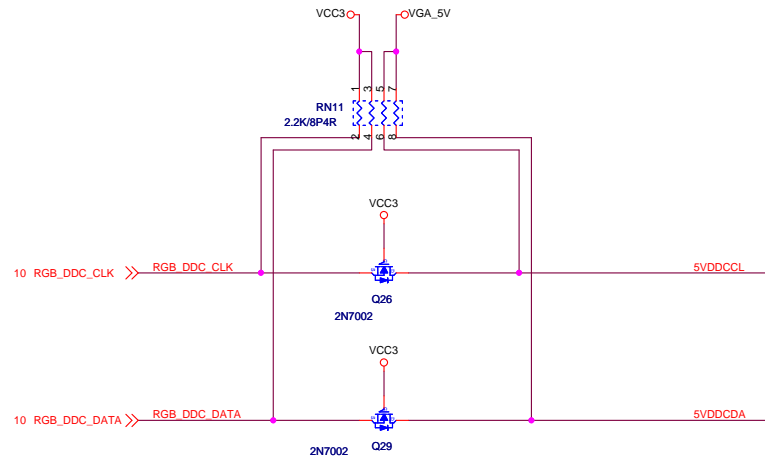 VCC3
VGA_5V
1 3 5 7
RN11
2.2K/8P4R
2 4 6 8
VCC3
10 RGB_DDC_CLK
RGB_DDC_CLK
5VDDCCL
Q26
2N7002
VCC3
10 RGB_DDC_DATA
RGB_DDC_DATA
5VDDCDA
Q29
2N7002